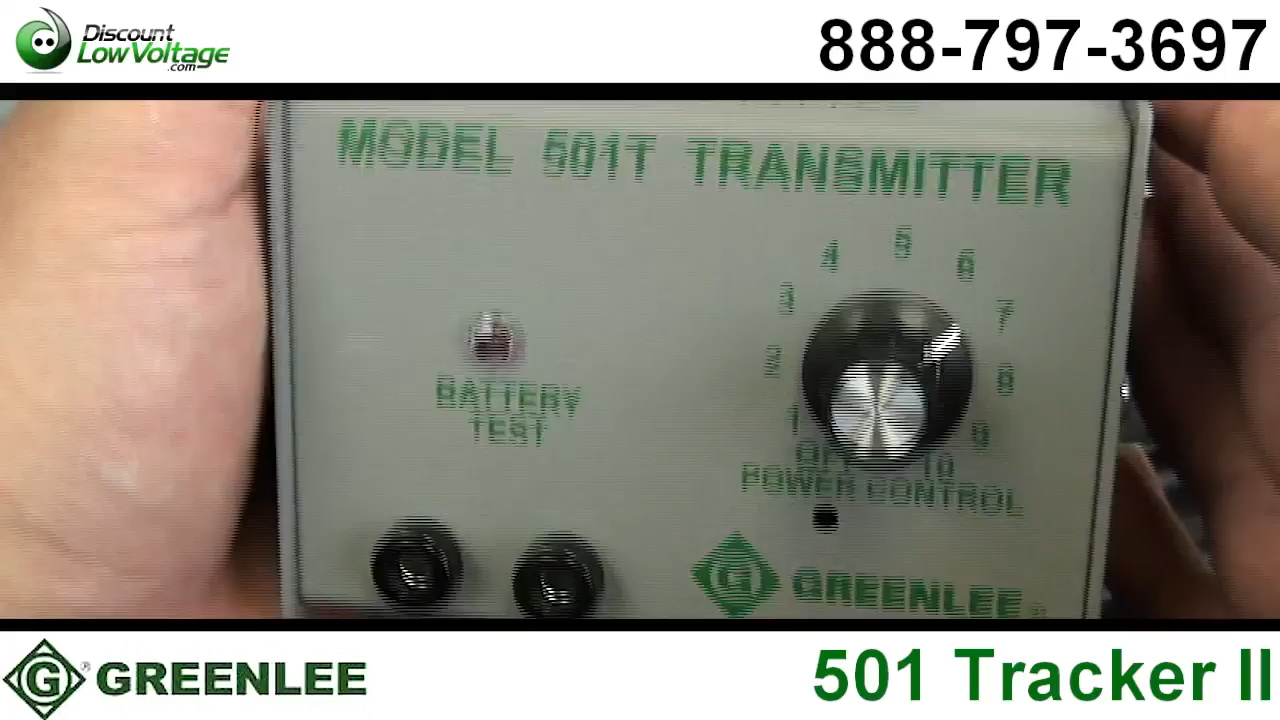 Discount
LowVoltage
.com
888-797-3697
MODEL 501T TRANSMITTER
4 5 6
3 7
2 8
1 9
OFF 10
BATTERY
TEST
POWER CONTROL
G GREENLEE®
G® GREENLEE
501 Tracker II